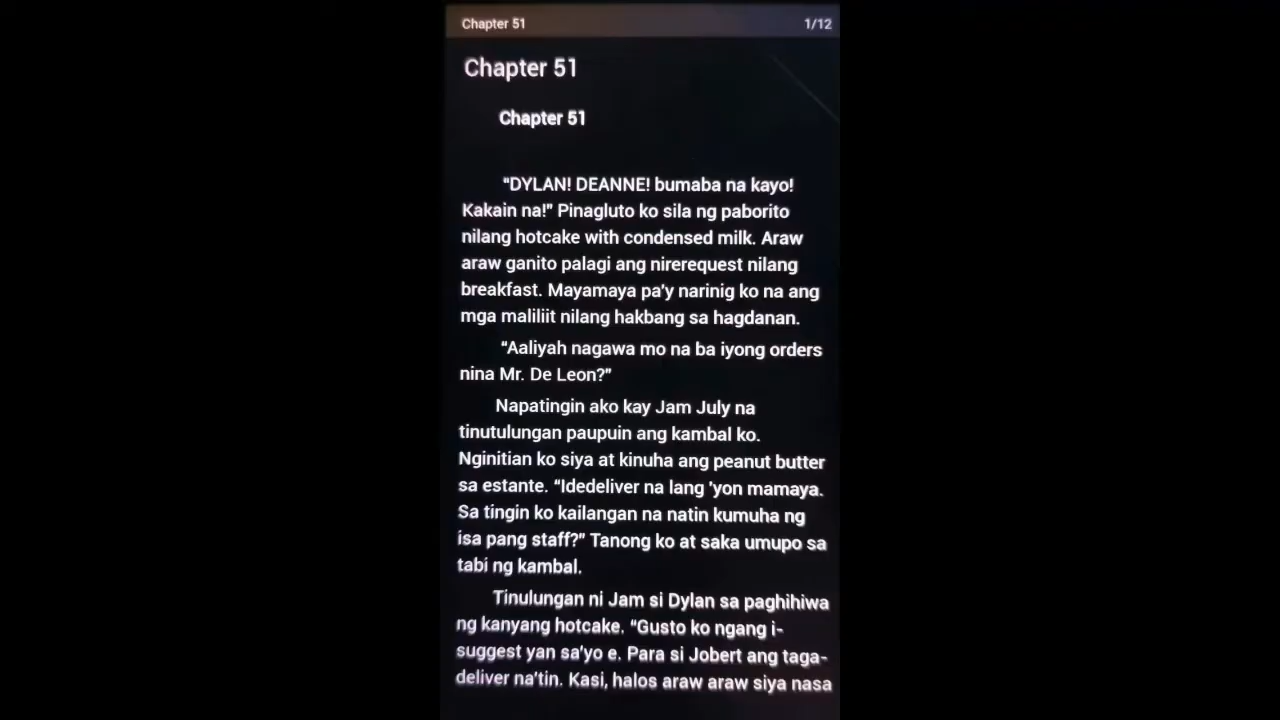 Chapter 51 1/12
Chapter 51
Chapter 51
"DYLAN! DEANNE! bumaba na kayo!
Kakain na!" Pinagluto ko sila ng paborito
nilang hotcake with condensed milk. Araw
araw ganito palagi ang nirerequest nilang
breakfast. Mayamaya pa'y narinig ko na ang
mga maliliit nilang hakbang sa hagdanan.
"Aaliyah nagawa mo na ba iyong orders
nina Mr. De Leon?"
Napatingin ako kay Jam July na
tinutulungan paupuin ang kambal ko.
Nginitian ko siya at kinuha ang peanut butter
sa estante. "Idedeliver na lang 'yon mamaya.
Sa tingin ko kailangan na natin kumuha ng
isa pang staff?" Tanong ko at saka umupo sa
tabi ng kambal.
Tinulungan ni Jam si Dylan sa paghihiwa
ng kanyang hotcake. "Gusto ko ngang i-
suggest yan sa'yo e. Para si Jobert ang taga-
deliver na'tin. Kasi, halos araw araw siya nasa